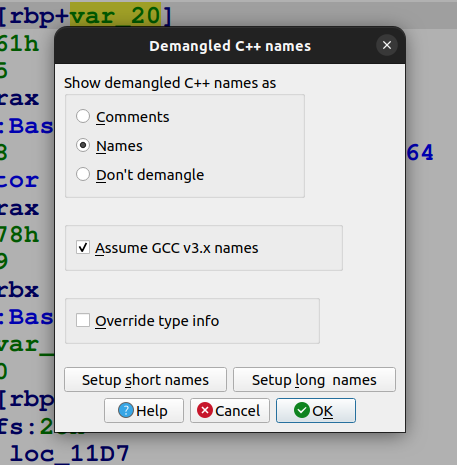 [rbp+var_20]
61h
Demangled C++ names
5
Show demangled C++ names as
rax
Comments
:Bas
Names
8
64
tor
Don't demangle
rax
78h
Assume GCC v3.x names
9
rbx
Override type info
:Bas
var_
Setup short names
Setup long names
0
[rbp
Help
Cancel
OK
fs:2
loc_11D7